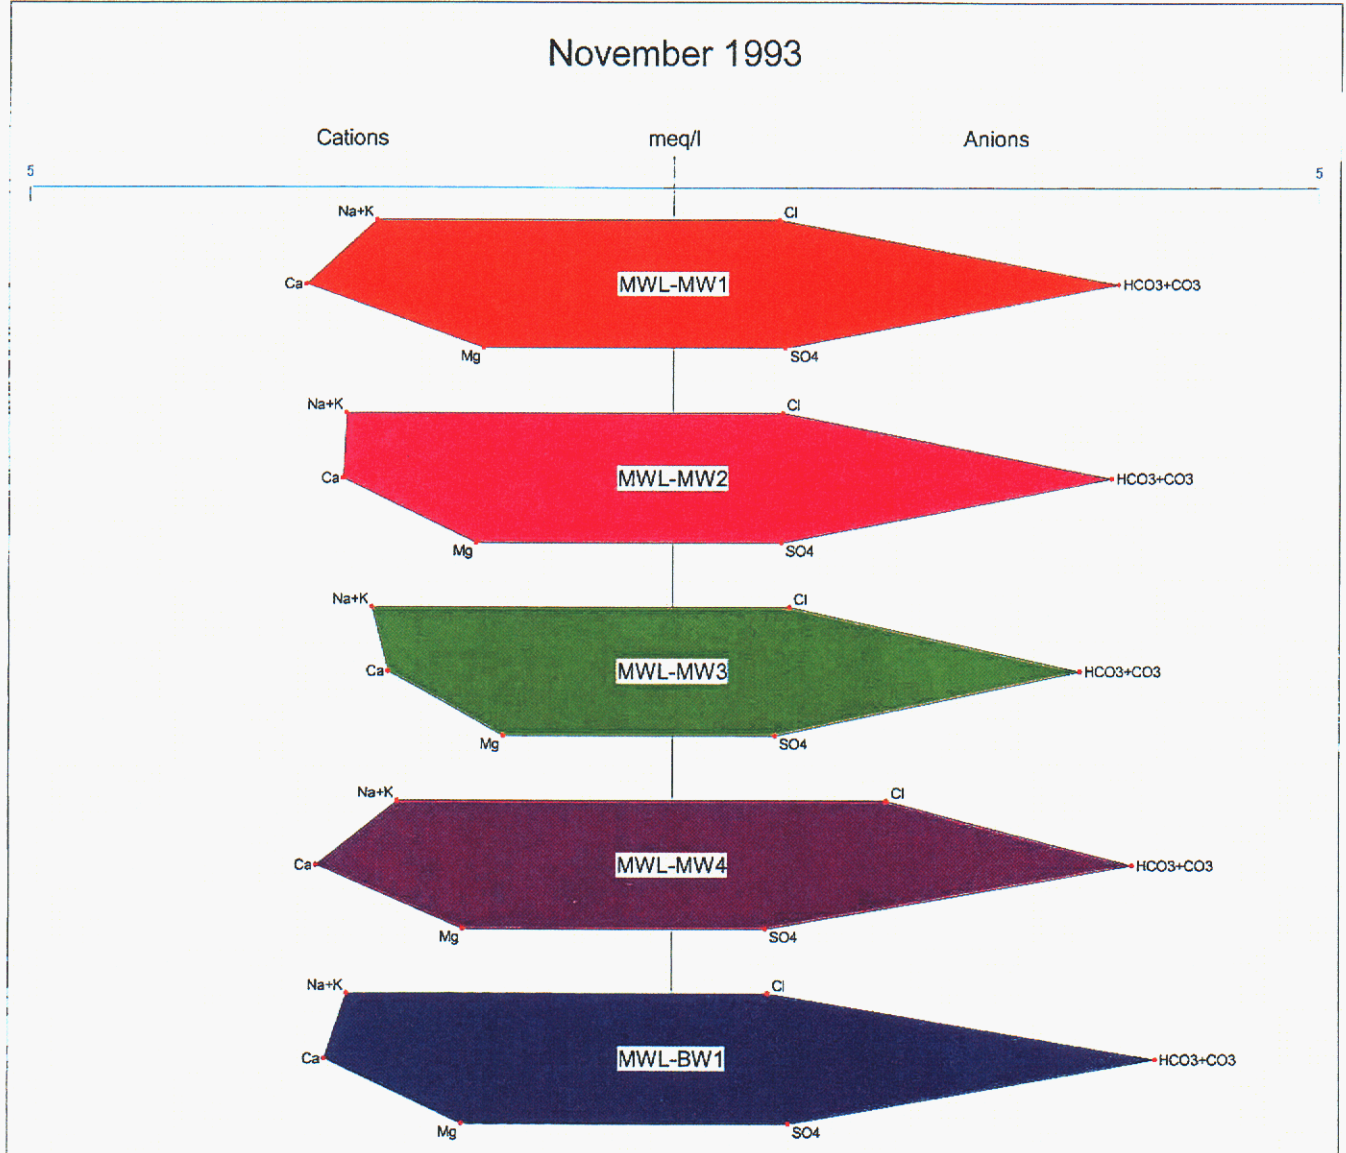 November 1993
Cations meq/l Anions
5 5
Na+K Cl
Ca MWL-MW1 HCO3+CO3
Mg SO4
Na+K Cl
Ca MWL-MW2 HCO3+CO3
Mg SO4
Na+K Cl
Ca MWL-MW3 HCO3+CO3
Mg SO4
Na+K Cl
Ca MWL-MW4 HCO3+CO3
Mg SO4
Na+K Cl
Ca MWL-BW1 HCO3+CO3
Mg SO4